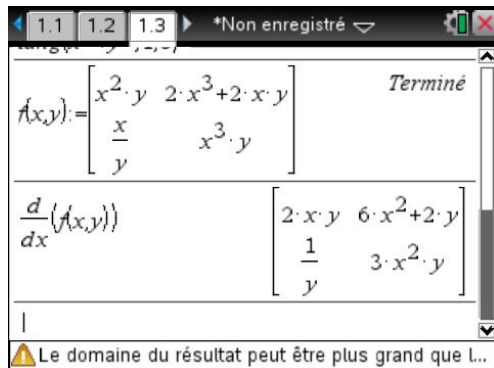 1.1 1.2 1.3 *Non enregistré
f(x,y):=[x²·y 2·x³+2·x·y
x/y x³·y] Terminé
d/dx(f(x,y)) [2·x·y 6·x²+2·y
1/y 3·x²·y]
Le domaine du résultat peut être plus grand que l...